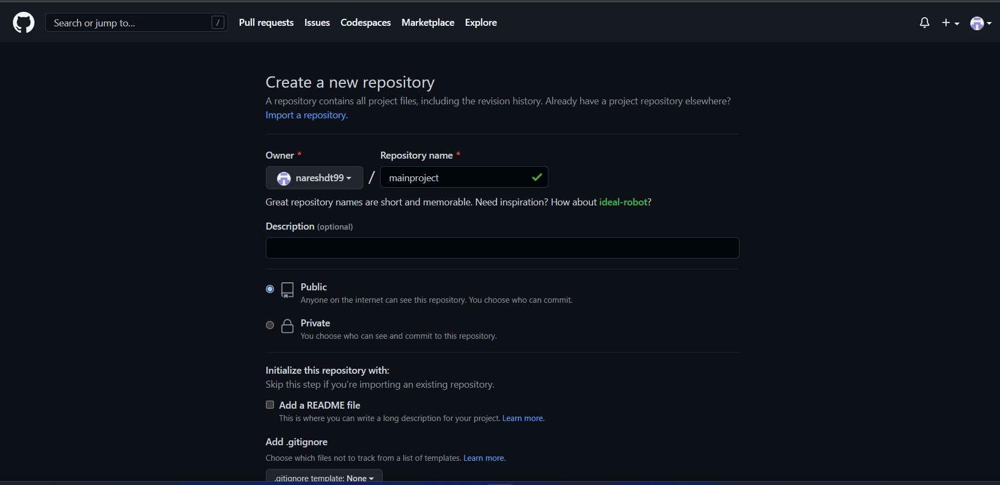 Search or jump to... /
Pull requests Issues Codespaces Marketplace Explore
Create a new repository
A repository contains all project files, including the revision history. Already have a project repository elsewhere?
Import a repository.
Owner * Repository name *
nareshdt99 / mainproject
Great repository names are short and memorable. Need inspiration? How about ideal-robot?
Description (optional)
Public
Anyone on the internet can see this repository. You choose who can commit.
Private
You choose who can see and commit to this repository.
Initialize this repository with:
Skip this step if you’re importing an existing repository.
Add a README file
This is where you can write a long description for your project. Learn more.
Add .gitignore
Choose which files not to track from a list of templates. Learn more.
.gitignore template: None